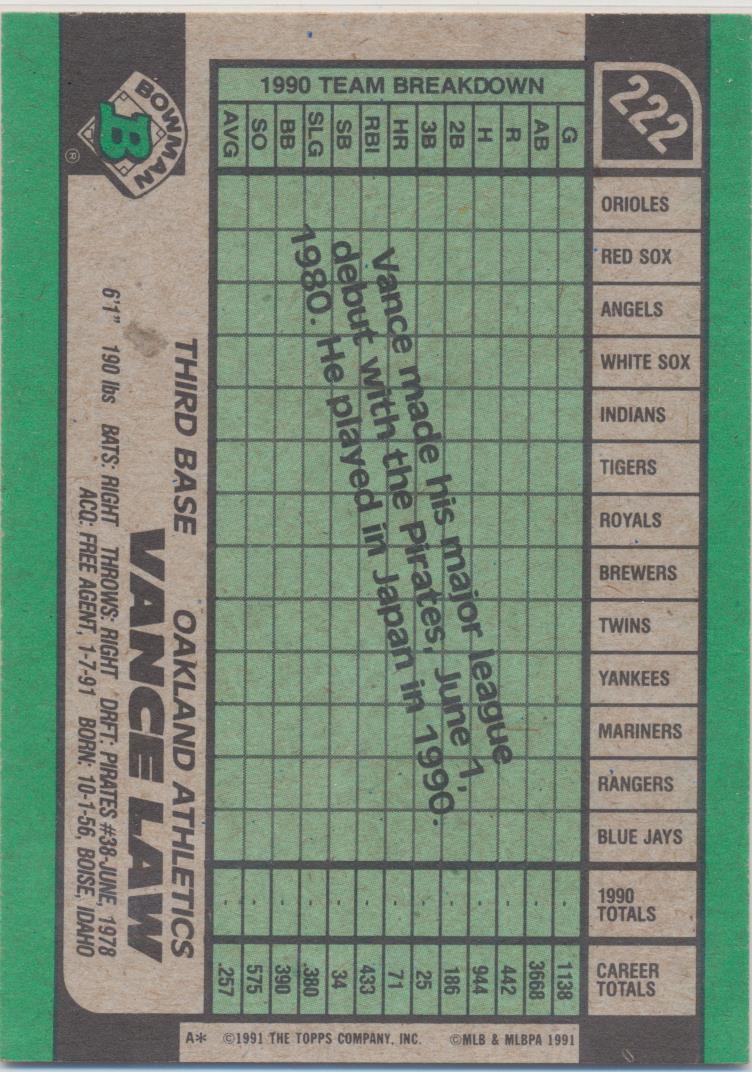 222
BOWMAN
B
®
VANCE LAW
THIRD BASE OAKLAND ATHLETICS
6'1" 190 lbs BATS: RIGHT THROWS: RIGHT DRFT: PIRATES #38-JUNE, 1978
ACQ: FREE AGENT, 1-7-91 BORN: 10-1-56, BOISE, IDAHO
1990 TEAM BREAKDOWN
G AB R H 2B 3B HR RBI SB SLG BB SO AVG
ORIOLES
RED SOX
ANGELS
WHITE SOX
INDIANS
TIGERS
ROYALS
BREWERS
TWINS
YANKEES
MARINERS
RANGERS
BLUE JAYS
1990
TOTALS
- - - - - - - - - - - - -
CAREER
TOTALS
1138 3668 442 944 186 25 71 433 34 .380 390 575 .257
Vance made his major league
debut with the Pirates, June 1,
1980. He played in Japan in 1990.
A* ©1991 THE TOPPS COMPANY, INC. ©MLB & MLBPA 1991